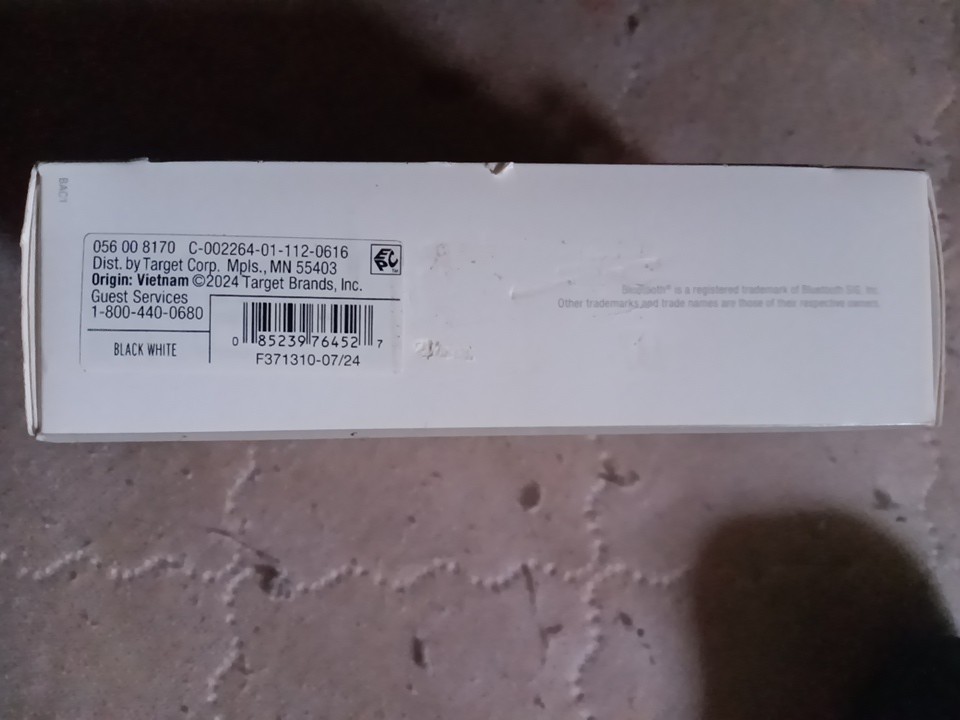 BAC1
056 00 8170 C-002264-01-112-0616
Dist. by Target Corp. Mpls., MN 55403
Origin: Vietnam ©2024 Target Brands, Inc.
Guest Services
1-800-440-0680
BLACK WHITE
0 85239 76452 7
F371310-07/24
EPC
Bluetooth® is a registered trademark of Bluetooth SIG, Inc.
Other trademarks and trade names are those of their respective owners.